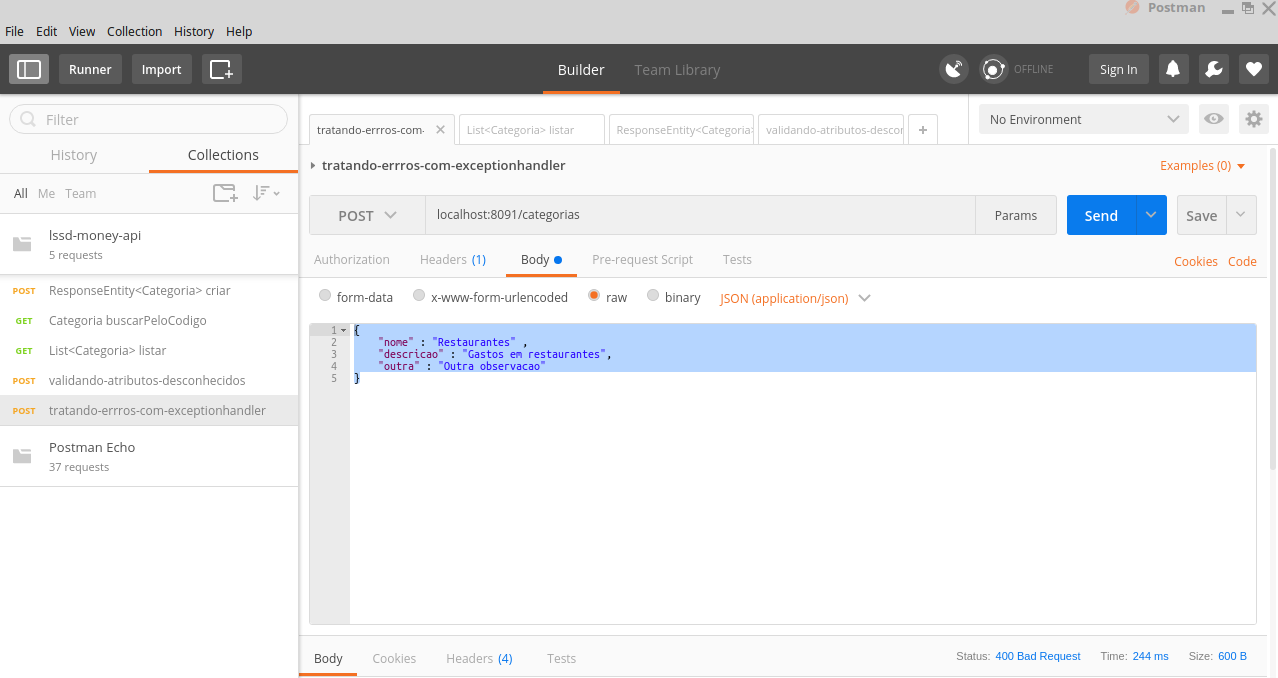 Postman
File Edit View Collection History Help
Runner Import Builder Team Library OFFLINE Sign In
Filter
History Collections
All Me Team
lssd-money-api
5 requests
POST ResponseEntity<Categoria> criar
GET Categoria buscarPeloCodigo
GET List<Categoria> listar
POST validando-atributos-desconhecidos
POST tratando-errros-com-exceptionhandler
Postman Echo
37 requests
tratando-errros-com- List<Categoria> listar ResponseEntity<Categoria> validando-atributos-descon + No Environment
tratando-errros-com-exceptionhandler Examples (0)
POST localhost:8091/categorias Params Send Save
Authorization Headers (1) Body Pre-request Script Tests Cookies Code
form-data x-www-form-urlencoded raw binary JSON (application/json)
1 {
2 "nome" : "Restaurantes" ,
3 "descricao" : "Gastos em restaurantes",
4 "outra" : "Outra observacao"
5 }
Body Cookies Headers (4) Tests Status: 400 Bad Request Time: 244 ms Size: 600 B